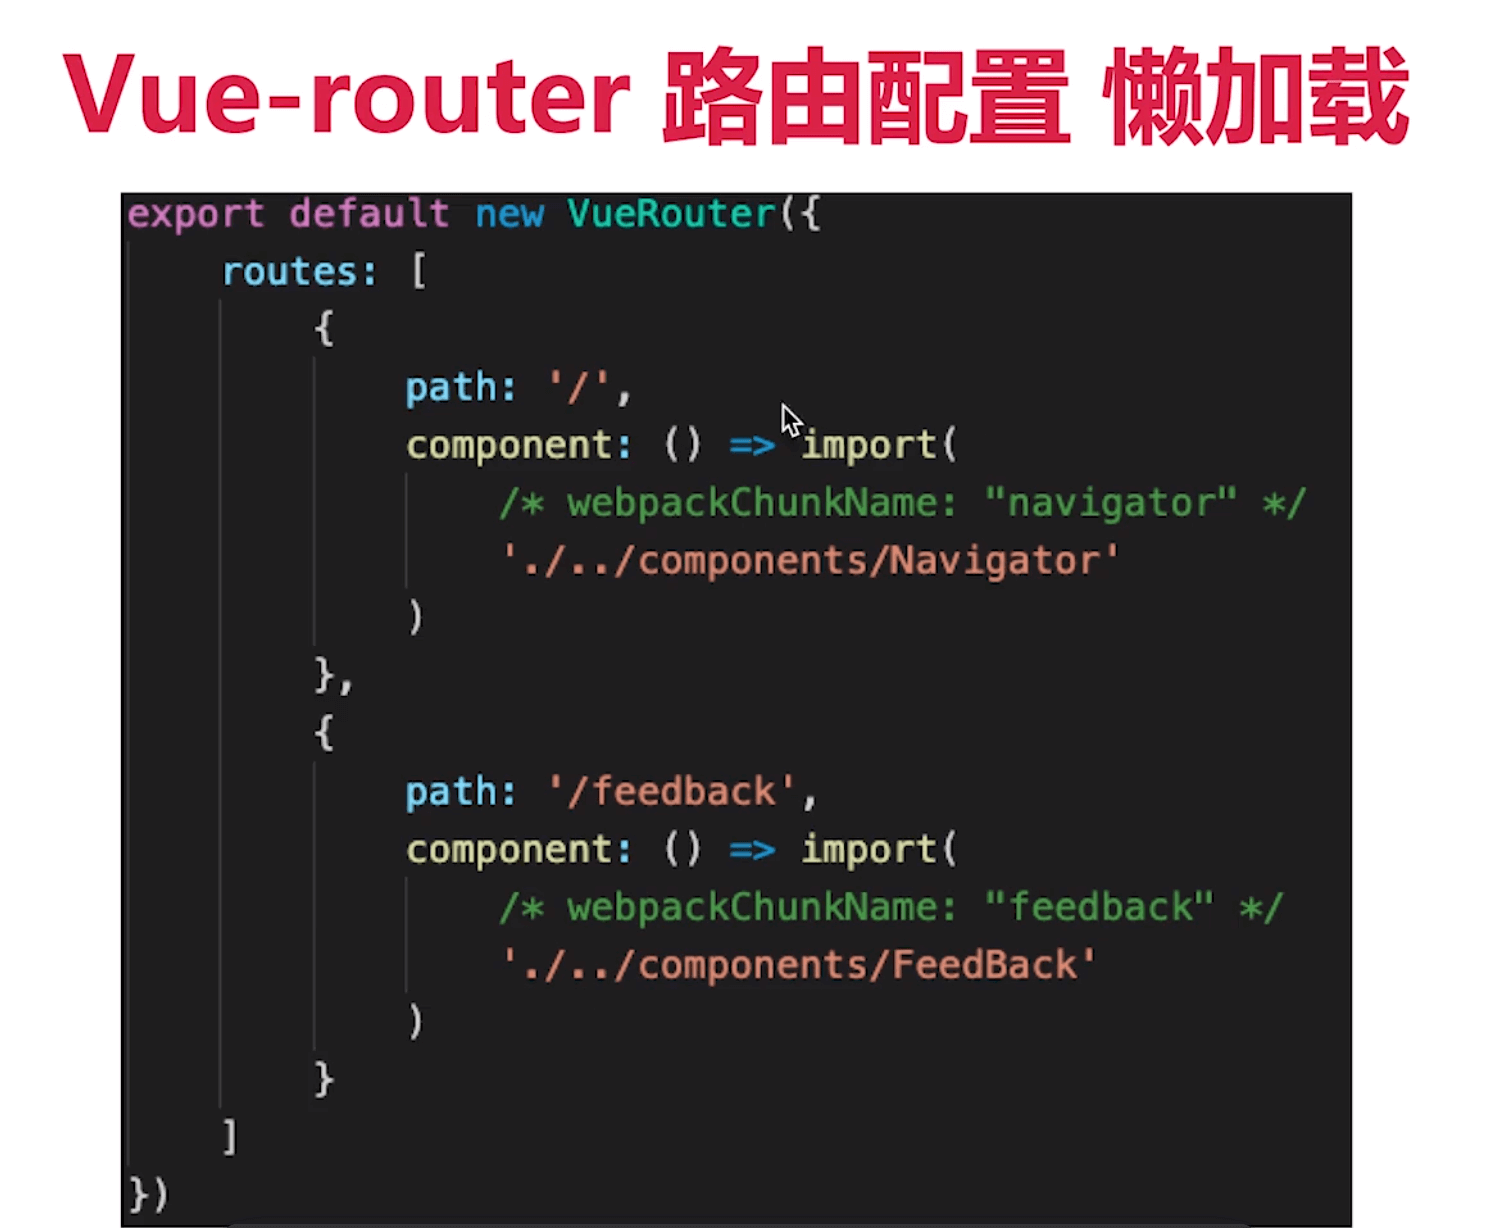 Vue-router 路由配置 懒加载
export default new VueRouter({
routes: [
{
path: '/',
component: () => import(
/* webpackChunkName: "navigator" */
'./../components/Navigator'
)
},
{
path: '/feedback',
component: () => import(
/* webpackChunkName: "feedback" */
'./../components/FeedBack'
)
}
]
})